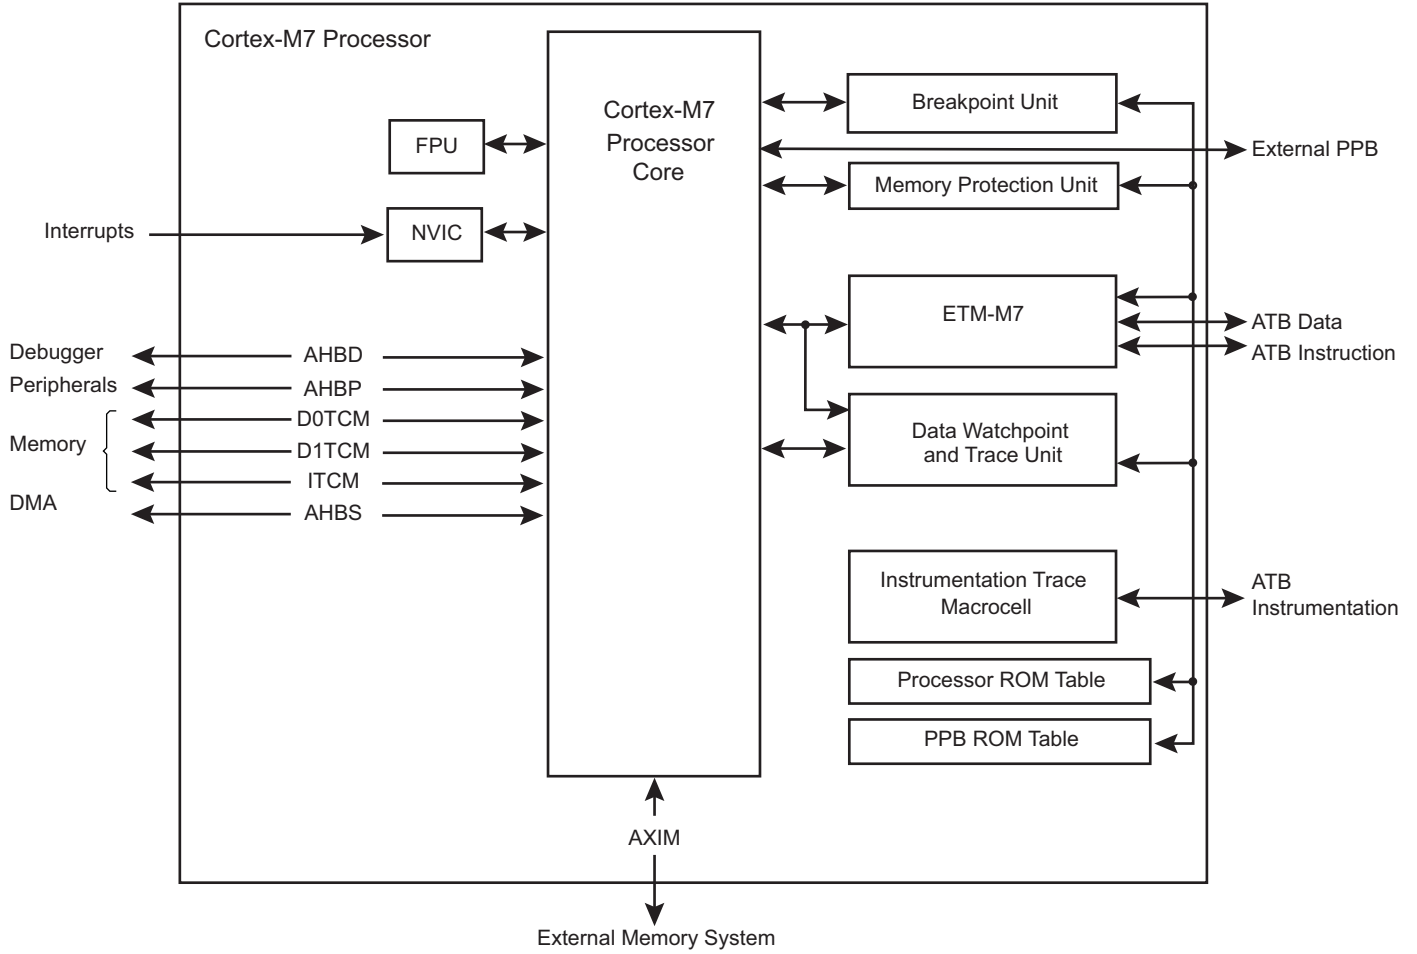 Cortex-M7 Processor
Cortex-M7
Processor
Core
Breakpoint Unit
FPU
External PPB
Memory Protection Unit
Interrupts
NVIC
ETM-M7
ATB Data
ATB Instruction
Debugger
AHBD
Peripherals
AHBP
D0TCM
Memory
D1TCM
ITCM
DMA
AHBS
Data Watchpoint
and Trace Unit
Instrumentation Trace
Macrocell
ATB
Instrumentation
Processor ROM Table
PPB ROM Table
AXIM
External Memory System